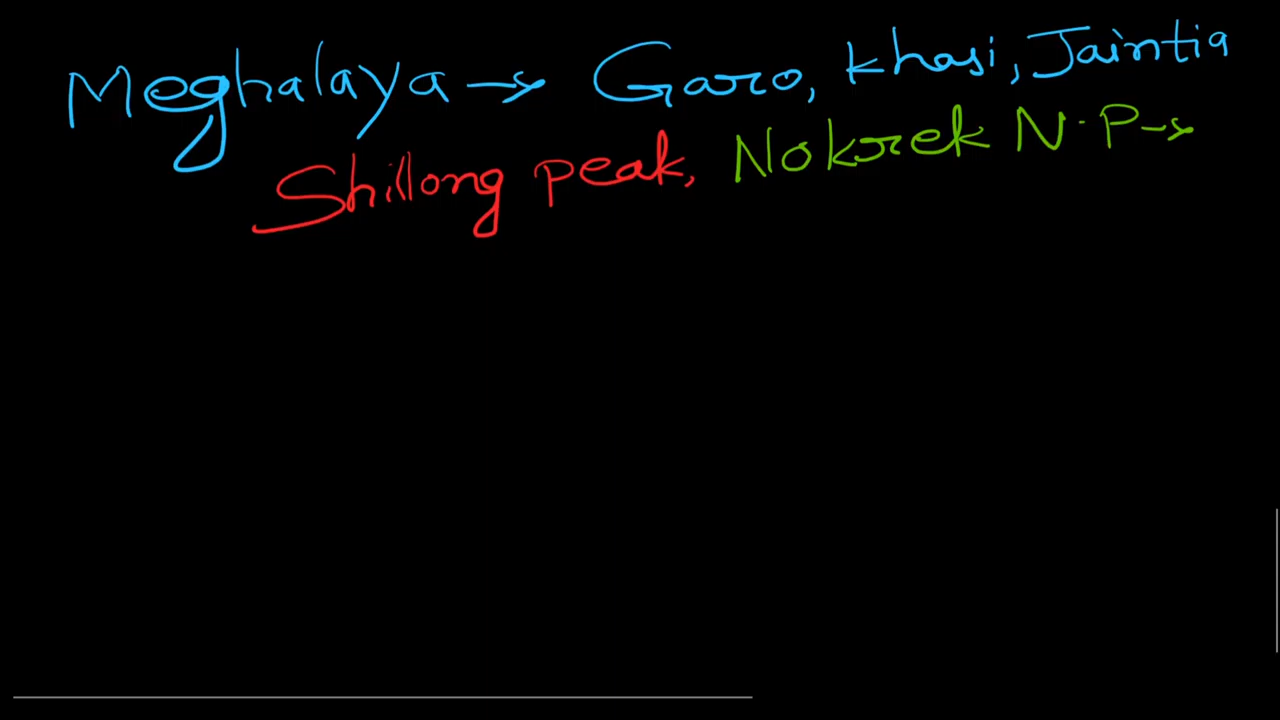 Meghalaya → Garo, khasi, Jaintia
Shillong peak, Nokrek N.P→